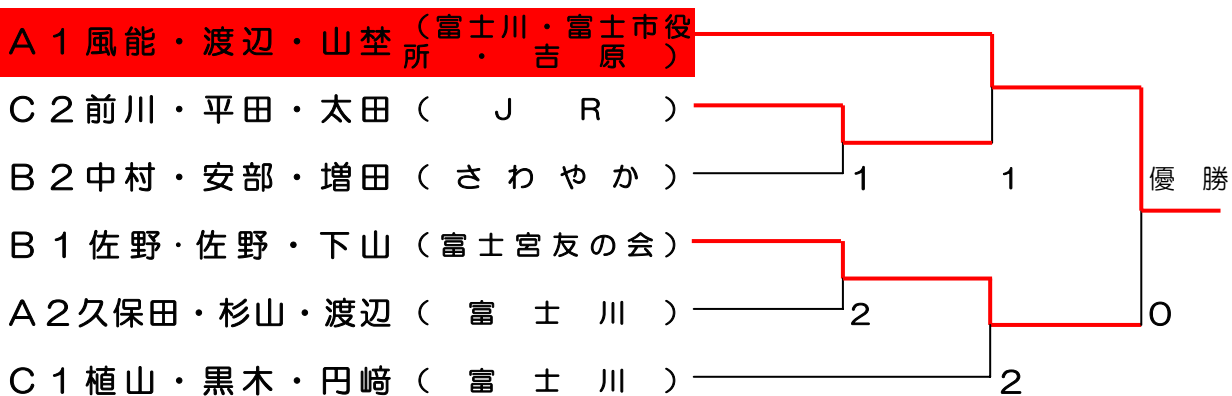 A1風能・渡辺・山埜(富士川・富士市役所・吉原)
C2前川・平田・太田(JR)
B2中村・安部・増田(さわやか)
1
1
優勝
B1佐野・佐野・下山(富士宮友の会)
A2久保田・杉山・渡辺(富士川)
2
0
C1植山・黒木・円﨑(富士川)
2